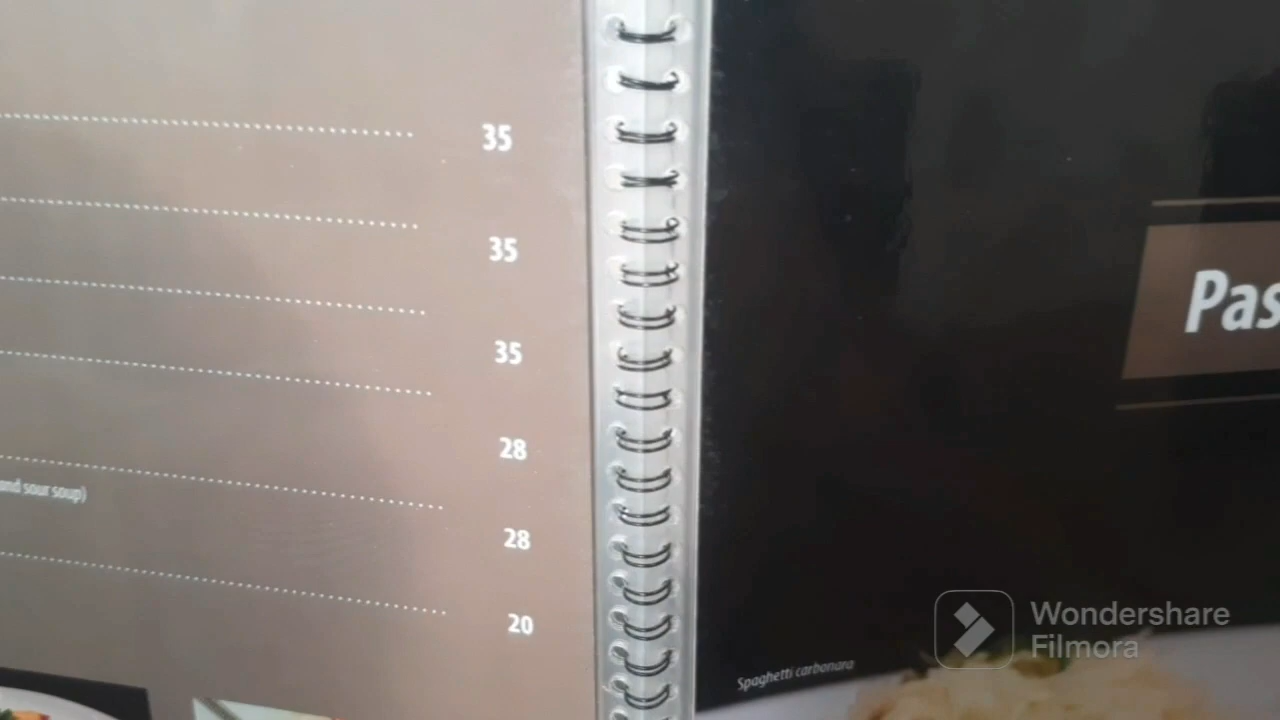 35
35
35
28
and sour soup)
28
20
Pas
Spaghetti carbonara
Wondershare
Filmora